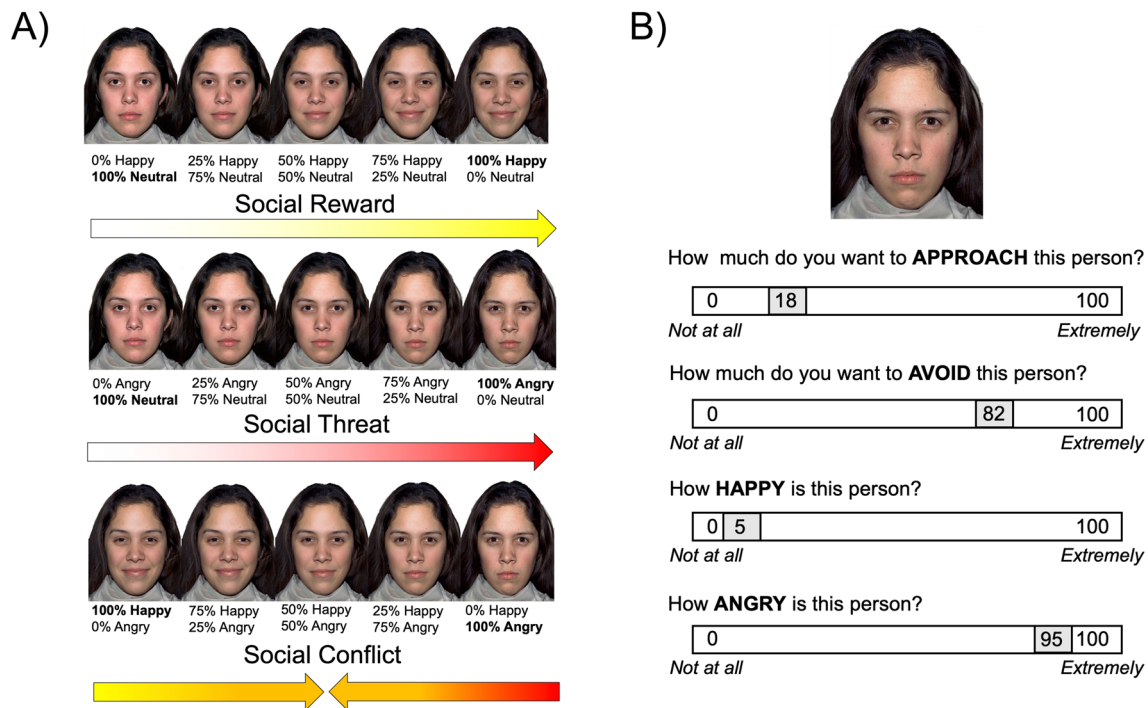 A)
0% Happy 25% Happy 50% Happy 75% Happy 100% Happy
100% Neutral 75% Neutral 50% Neutral 25% Neutral 0% Neutral
Social Reward
0% Angry 25% Angry 50% Angry 75% Angry 100% Angry
100% Neutral 75% Neutral 50% Neutral 25% Neutral 0% Neutral
Social Threat
100% Happy 75% Happy 50% Happy 25% Happy 0% Happy
0% Angry 25% Angry 50% Angry 75% Angry 100% Angry
Social Conflict
B)
How much do you want to APPROACH this person?
0 18 100
Not at all Extremely
How much do you want to AVOID this person?
0 82 100
Not at all Extremely
How HAPPY is this person?
0 5 100
Not at all Extremely
How ANGRY is this person?
0 95 100
Not at all Extremely